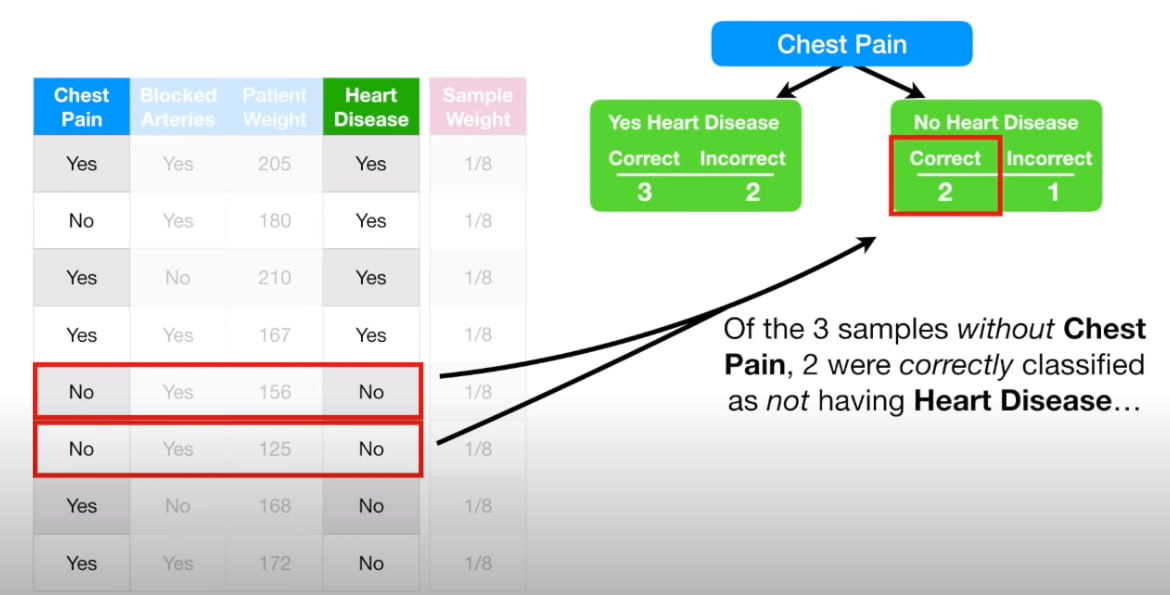 Chest Pain
Chest Pain Blocked Arteries Patient Weight Heart Disease Sample Weight
Yes Yes 205 Yes 1/8
No Yes 180 Yes 1/8
Yes No 210 Yes 1/8
Yes Yes 167 Yes 1/8
No Yes 156 No 1/8
No Yes 125 No 1/8
Yes No 168 No 1/8
Yes Yes 172 No 1/8
Yes Heart Disease
Correct Incorrect
3 2
No Heart Disease
Correct Incorrect
2 1
Of the 3 samples without Chest
Pain, 2 were correctly classified
as not having Heart Disease...